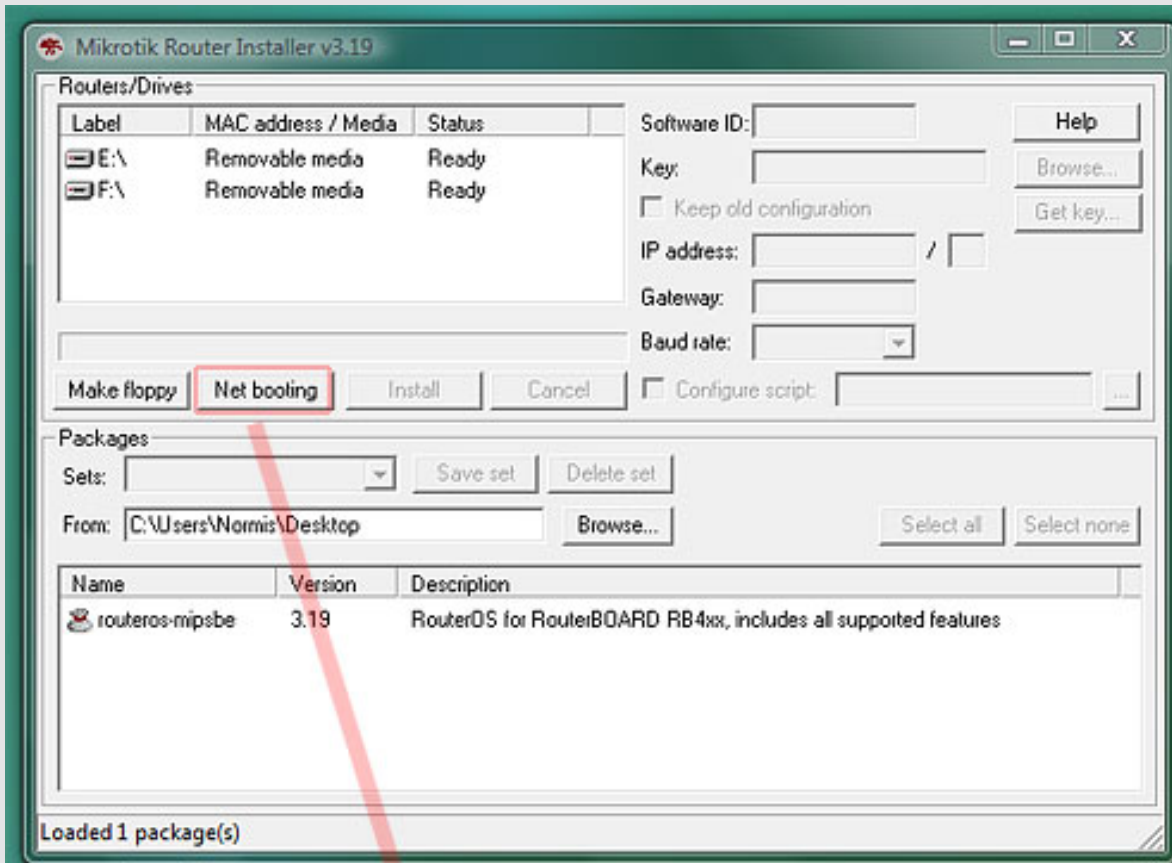 Mikrotik Router Installer v3.19
Routers/Drives
Label MAC address / Media Status
E:\ Removable media Ready
F:\ Removable media Ready
Software ID:
Help
Key:
Browse...
Keep old configuration
Get key...
IP address: /
Gateway:
Baud rate:
Make floppy Net booting Install Cancel
Configure script: ...
Packages
Sets: Save set Delete set
From: C:\Users\Normis\Desktop Browse... Select all Select none
Name Version Description
routeros-mipsbe 3.19 RouterOS for RouterBOARD RB4xx, includes all supported features
Loaded 1 package(s)